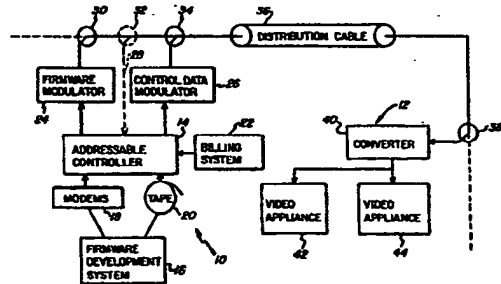 30
32
34
36
DISTRIBUTION CABLE
28
FIRMWARE
MODULATOR
CONTROL DATA
MODULATOR
26
24
12
14
22
40
CONVERTER
38
ADDRESSABLE
CONTROLLER
BILLING
SYSTEM
MODEMS
TAPE
18
20
VIDEO
APPLIANCE
VIDEO
APPLIANCE
FIRMWARE
DEVELOPMENT
SYSTEM
16
10
42
44